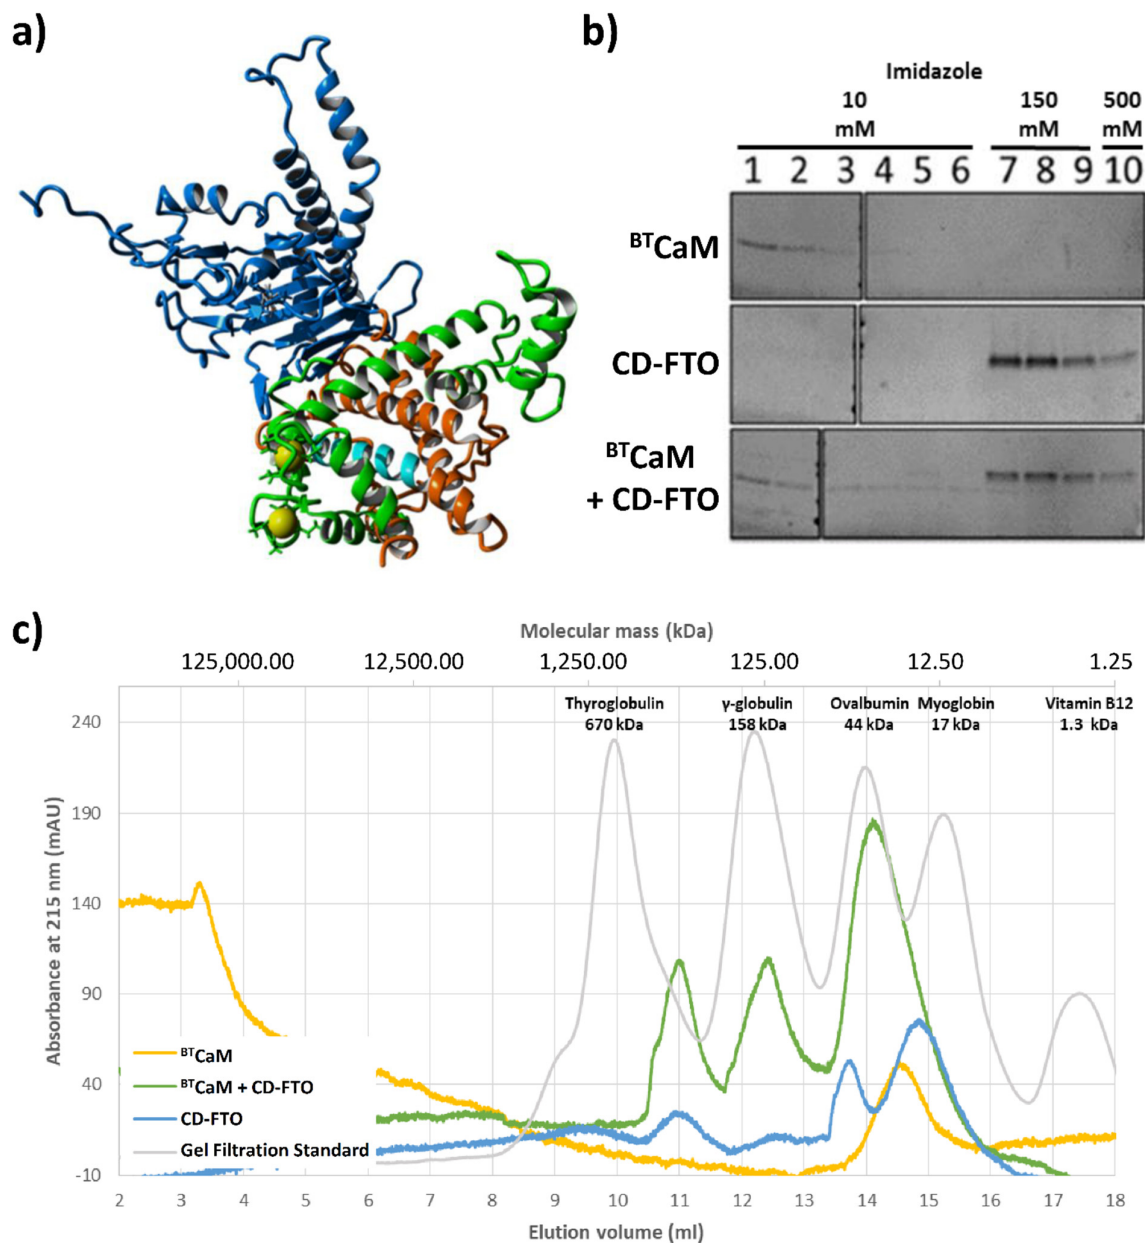 a)
b)
Imidazole
10 150 500
mM mM mM
1 2 3 4 5 6 7 8 9 10
BTCaM
CD-FTO
BTCaM
+ CD-FTO
c)
Molecular mass (kDa)
125,000.00 12,500.00 1,250.00 125.00 12.50 1.25
Thyroglobulin γ-globulin Ovalbumin Myoglobin Vitamin B12
670 kDa 158 kDa 44 kDa 17 kDa 1.3 kDa
240
190
140
90
40
-10
Absorbance at 215 nm (mAU)
BTCaM
BTCaM + CD-FTO
CD-FTO
Gel Filtration Standard
2 3 4 5 6 7 8 9 10 11 12 13 14 15 16 17 18
Elution volume (ml)